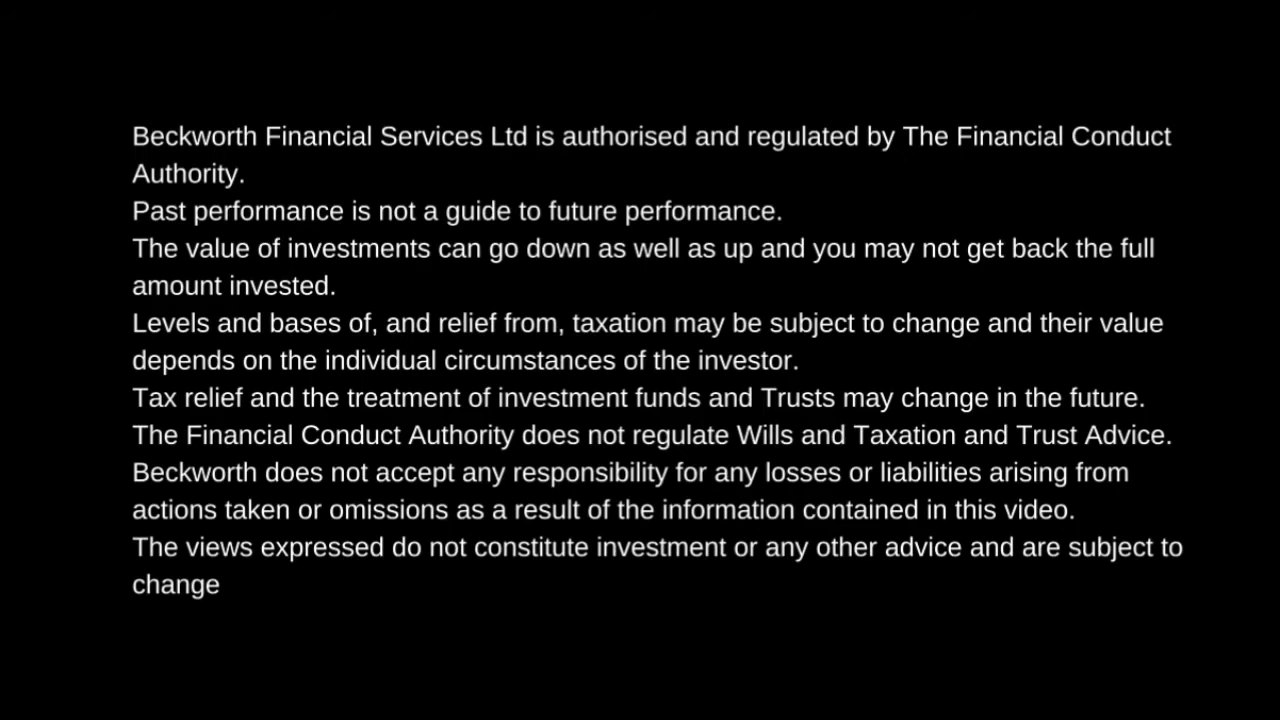 Beckworth Financial Services Ltd is authorised and regulated by The Financial Conduct
Authority.
Past performance is not a guide to future performance.
The value of investments can go down as well as up and you may not get back the full
amount invested.
Levels and bases of, and relief from, taxation may be subject to change and their value
depends on the individual circumstances of the investor.
Tax relief and the treatment of investment funds and Trusts may change in the future.
The Financial Conduct Authority does not regulate Wills and Taxation and Trust Advice.
Beckworth does not accept any responsibility for any losses or liabilities arising from
actions taken or omissions as a result of the information contained in this video.
The views expressed do not constitute investment or any other advice and are subject to
change